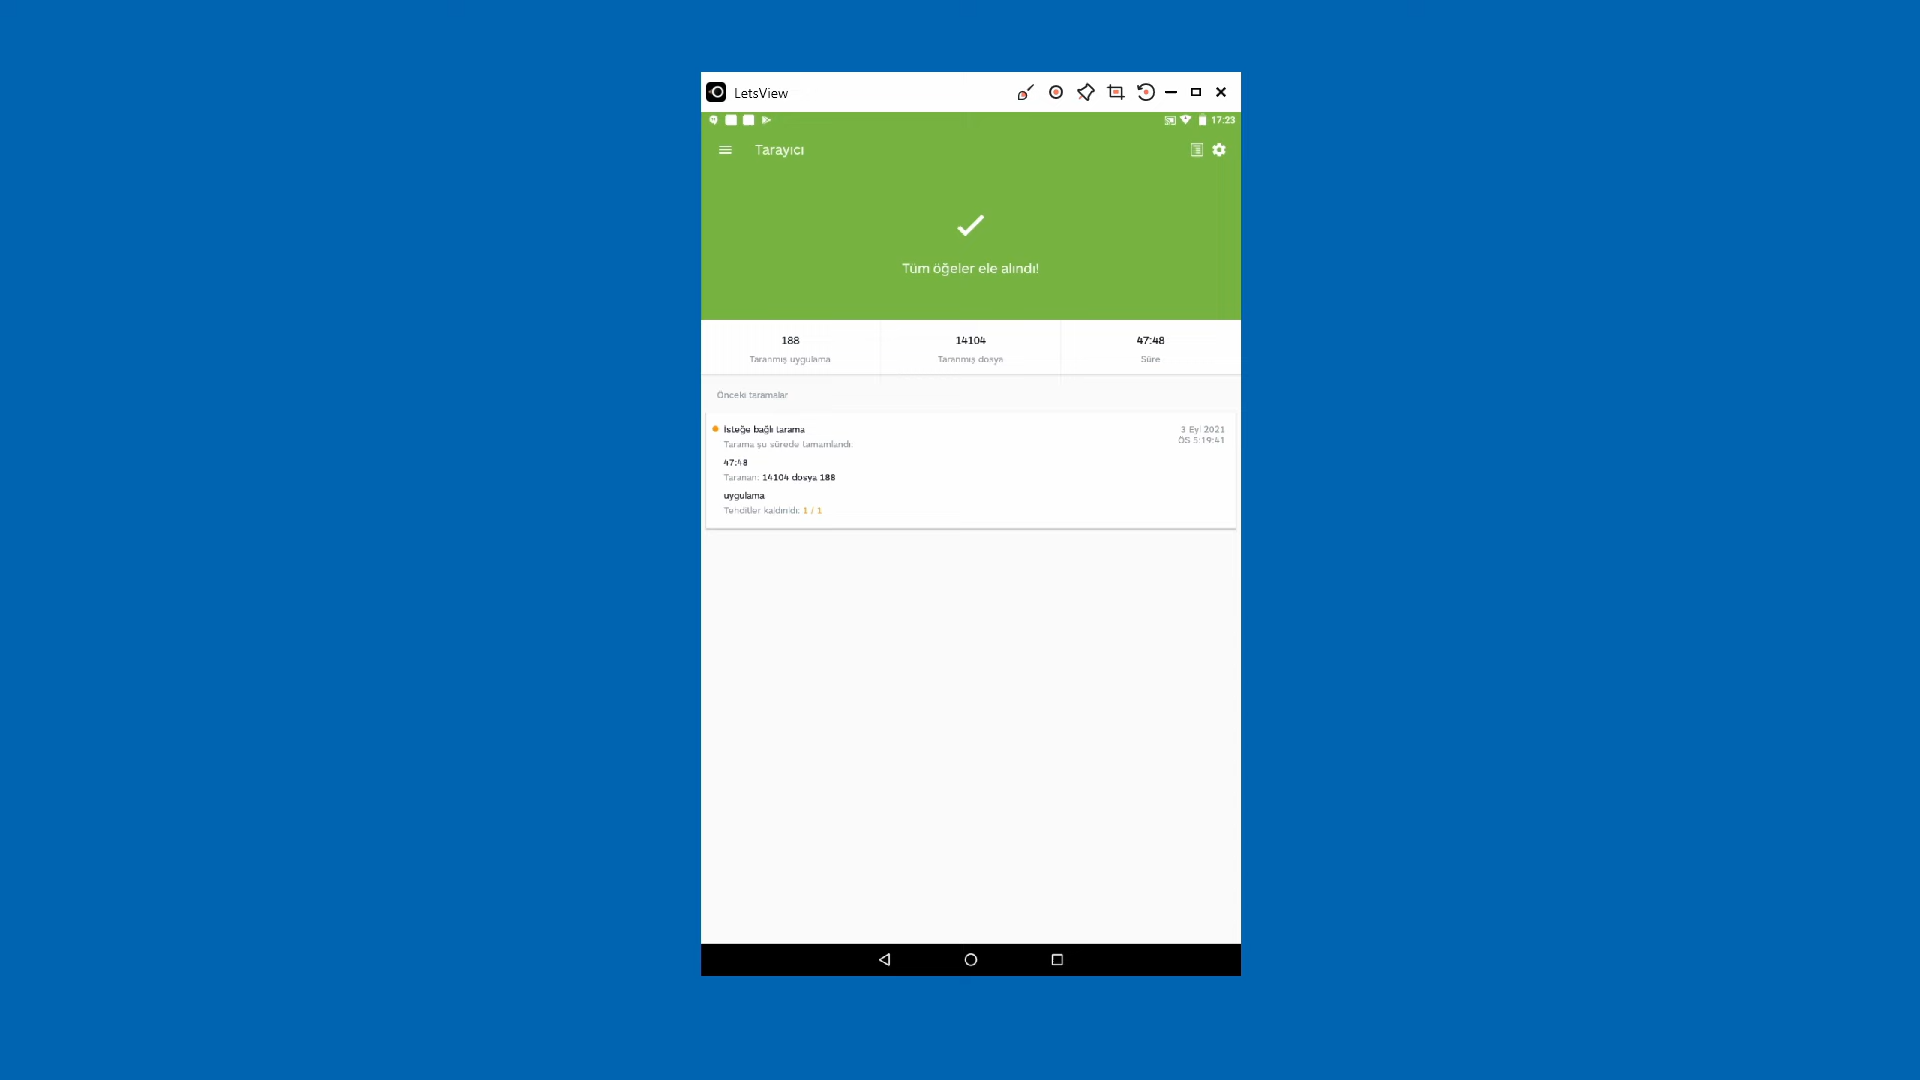 LetsView
17:23
Tarayıcı
Tüm öğeler ele alındı!
188
Taranmış uygulama
14104
Taranmış dosya
47:48
Süre
Önceki taramalar
İsteğe bağlı tarama
3 Eyl 2021
Tarama şu sürede tamamlandı:
ÖS 5:19:41
47:48
Taranan: 14104 dosya 188
uygulama
Tehditler kaldırıldı: 1 / 1